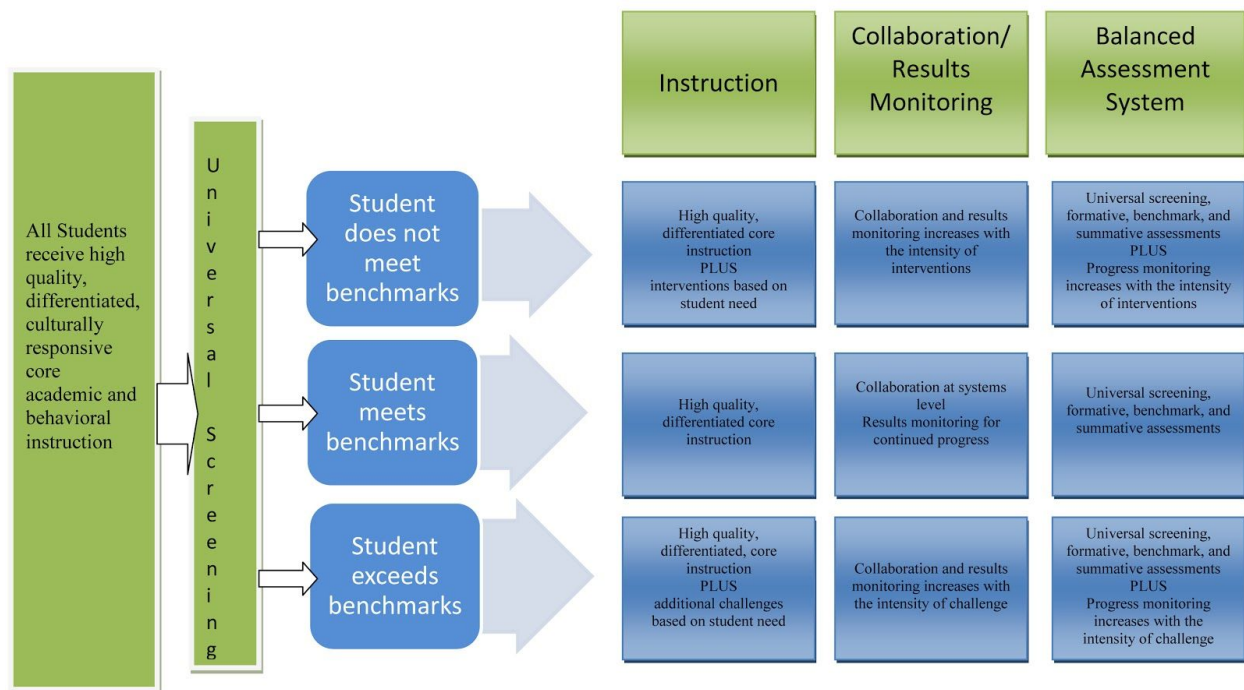 All Students
receive high
quality,
differentiated,
culturally
responsive
core
academic and
behavioral
instruction
Universal Screening
Student
does not
meet
benchmarks
Student
meets
benchmarks
Student
exceeds
benchmarks
Instruction
Collaboration/
Results
Monitoring
Balanced
Assessment
System
High quality,
differentiated core
instruction
PLUS
interventions based on
student need
Collaboration and results
monitoring increases with
the intensity of
interventions
Universal screening,
formative, benchmark, and
summative assessments
PLUS
Progress monitoring
increases with the intensity
of interventions
High quality,
differentiated core
instruction
Collaboration at systems
level
Results monitoring for
continued progress
Universal screening,
formative, benchmark, and
summative assessments
High quality,
differentiated, core
instruction
PLUS
additional challenges
based on student need
Collaboration and results
monitoring increases with
the intensity of challenge
Universal screening,
formative, benchmark, and
summative assessments
PLUS
Progress monitoring
increases with the
intensity of challenge